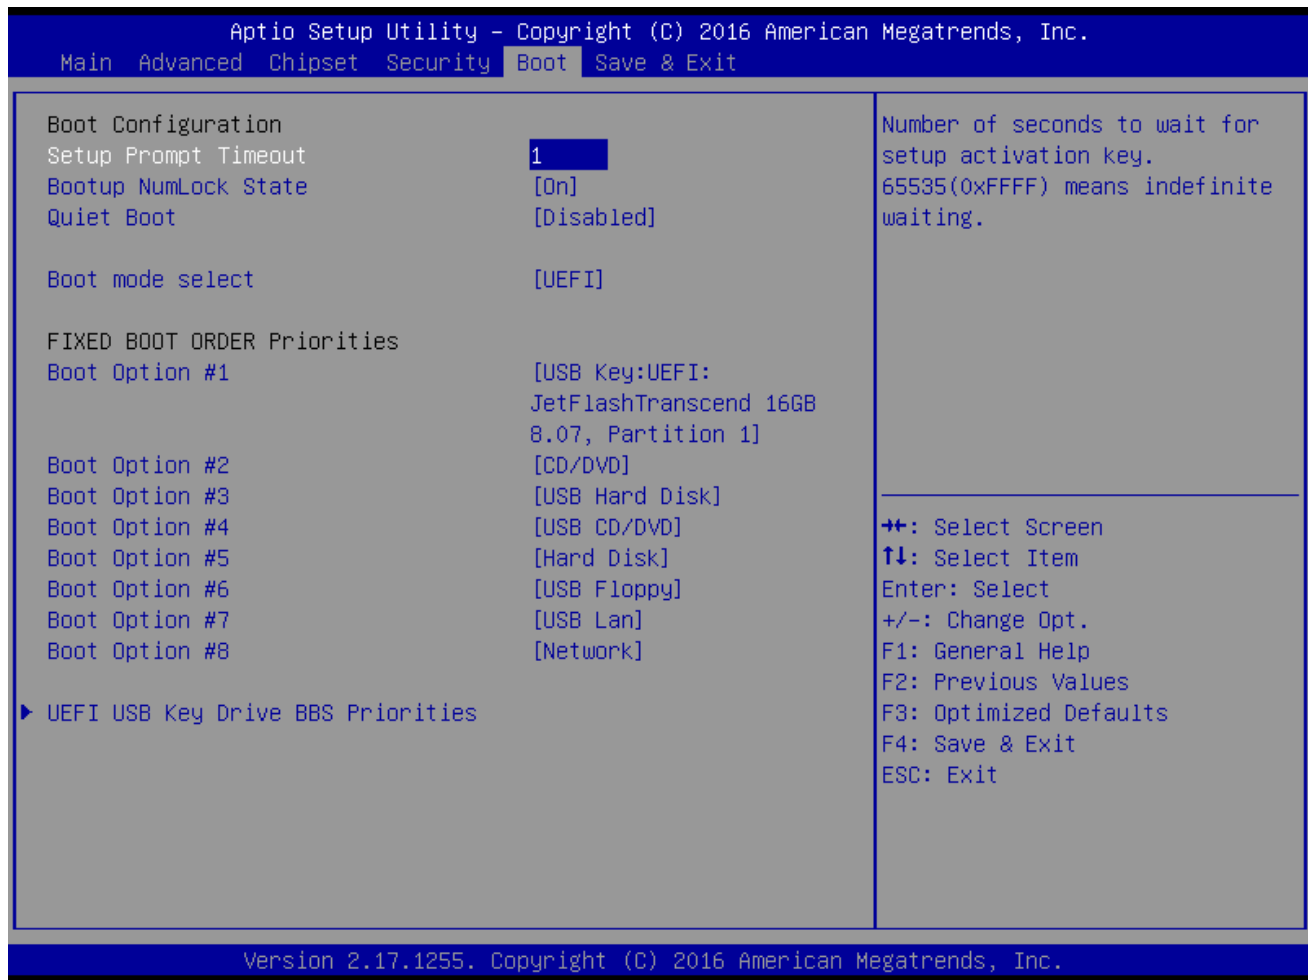 Aptio Setup Utility – Copyright (C) 2016 American Megatrends, Inc.
Main Advanced Chipset Security Boot Save & Exit
Boot Configuration
Setup Prompt Timeout 1
Bootup NumLock State [On]
Quiet Boot [Disabled]
Boot mode select [UEFI]
FIXED BOOT ORDER Priorities
Boot Option #1 [USB Key:UEFI:
JetFlashTranscend 16GB
8.07, Partition 1]
Boot Option #2 [CD/DVD]
Boot Option #3 [USB Hard Disk]
Boot Option #4 [USB CD/DVD]
Boot Option #5 [Hard Disk]
Boot Option #6 [USB Floppy]
Boot Option #7 [USB Lan]
Boot Option #8 [Network]
▶ UEFI USB Key Drive BBS Priorities
Number of seconds to wait for
setup activation key.
65535(0xFFFF) means indefinite
waiting.
→←: Select Screen
↑↓: Select Item
Enter: Select
+/-: Change Opt.
F1: General Help
F2: Previous Values
F3: Optimized Defaults
F4: Save & Exit
ESC: Exit
Version 2.17.1255. Copyright (C) 2016 American Megatrends, Inc.